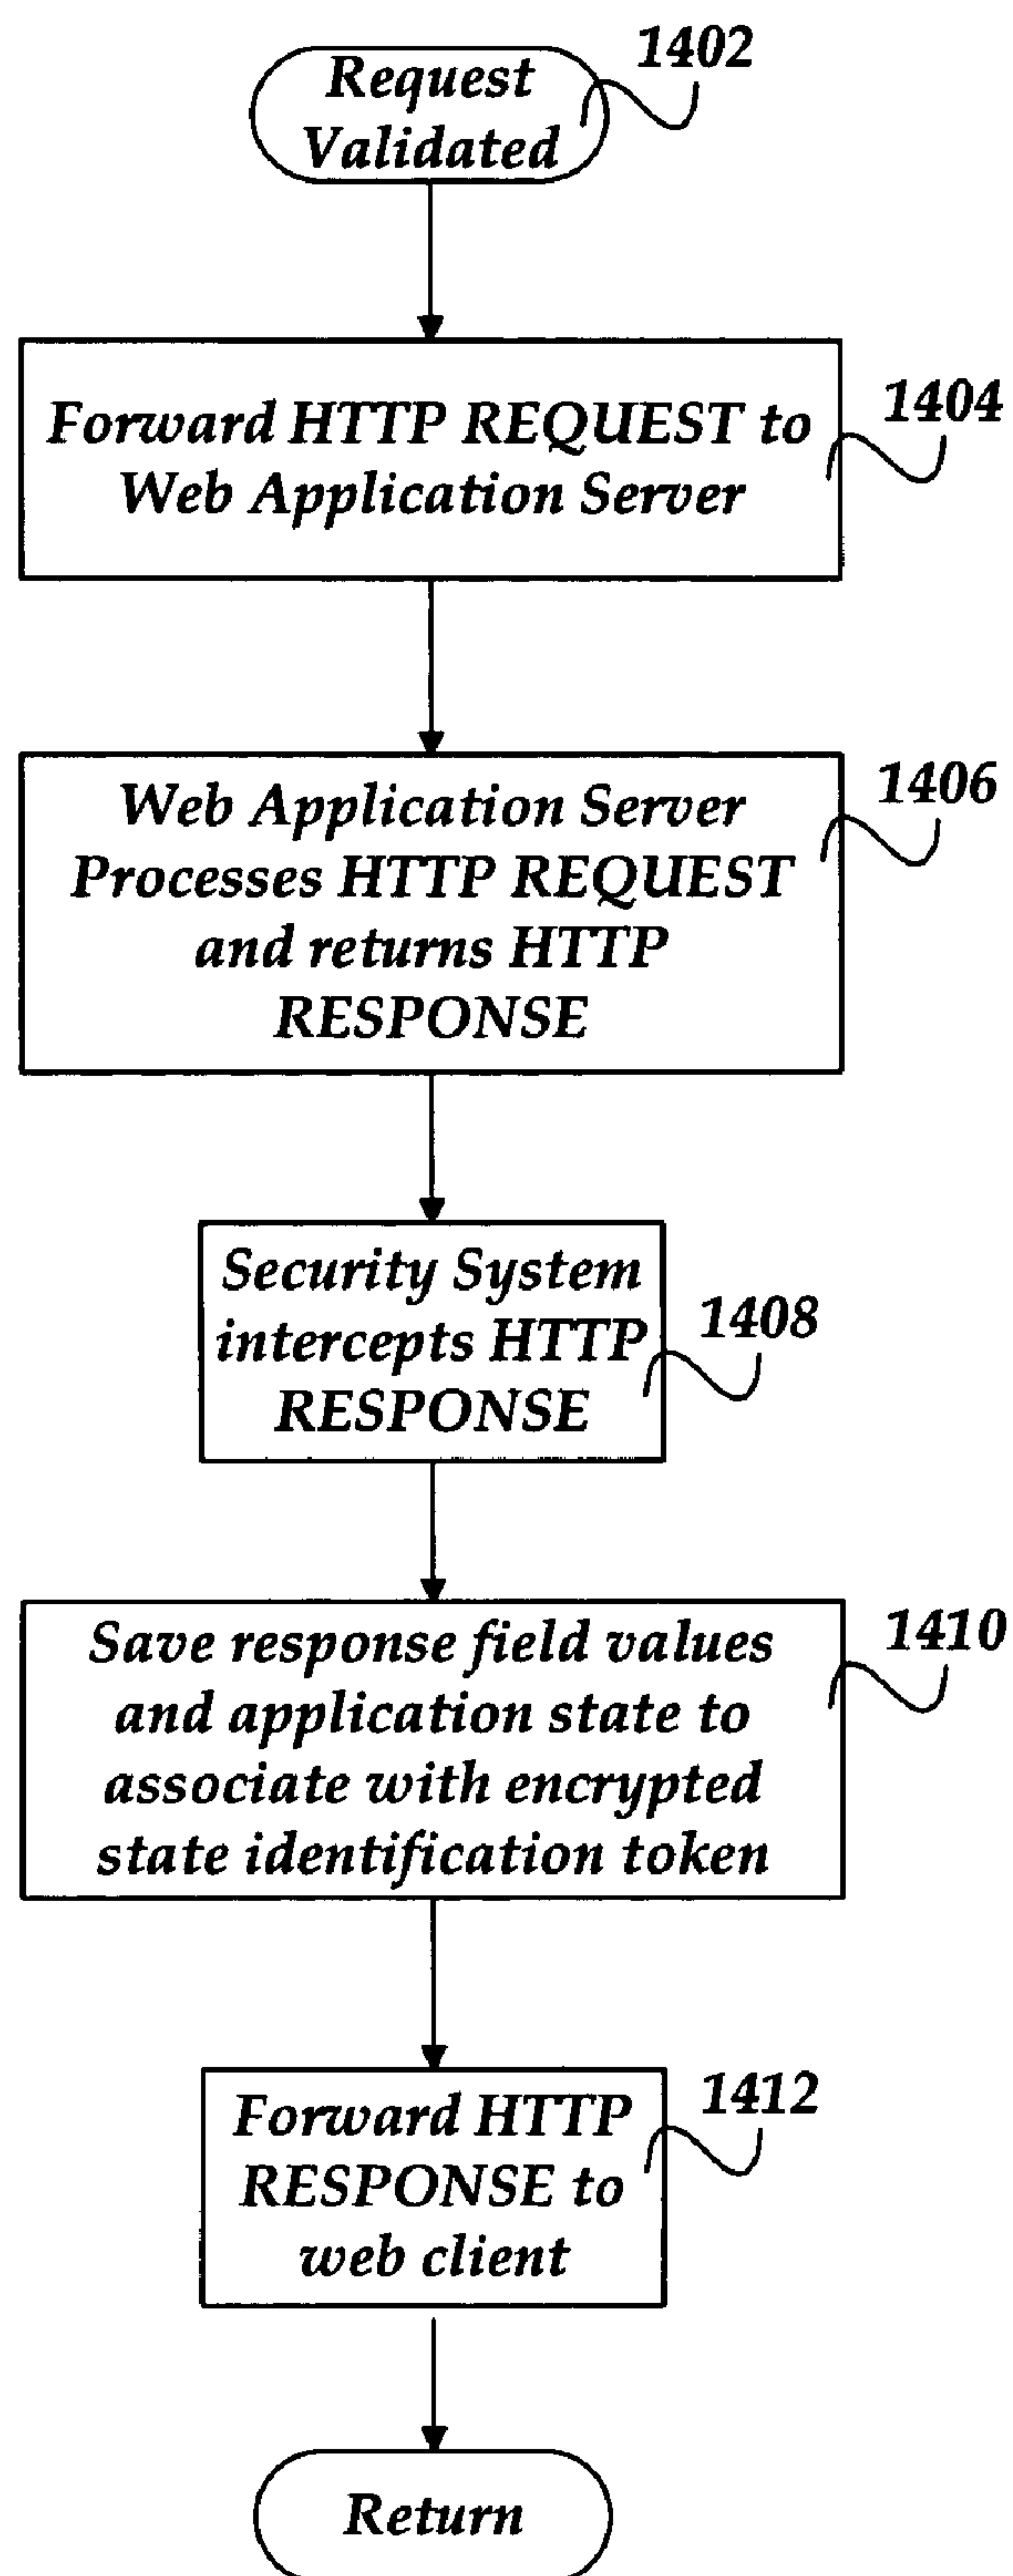 1402
Request
Validated
1404
Forward HTTP REQUEST to
Web Application Server
1406
Web Application Server
Processes HTTP REQUEST
and returns HTTP
RESPONSE
Security System
intercepts HTTP
RESPONSE
1408
Save response field values
and application state to
associate with encrypted
state identification token
1410
Forward HTTP
RESPONSE to
web client
1412
Return